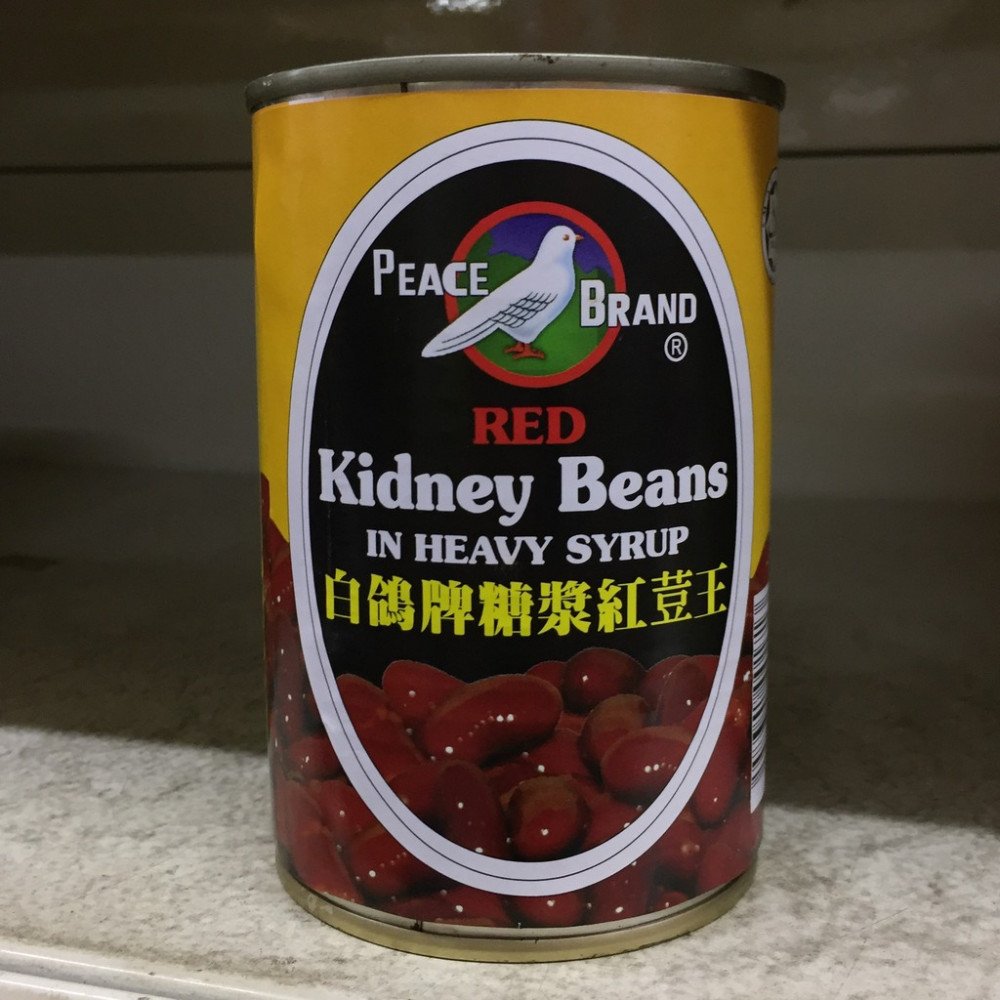 PEACE BRAND
®
RED
Kidney Beans
IN HEAVY SYRUP
白鴿牌糖漿紅荳王